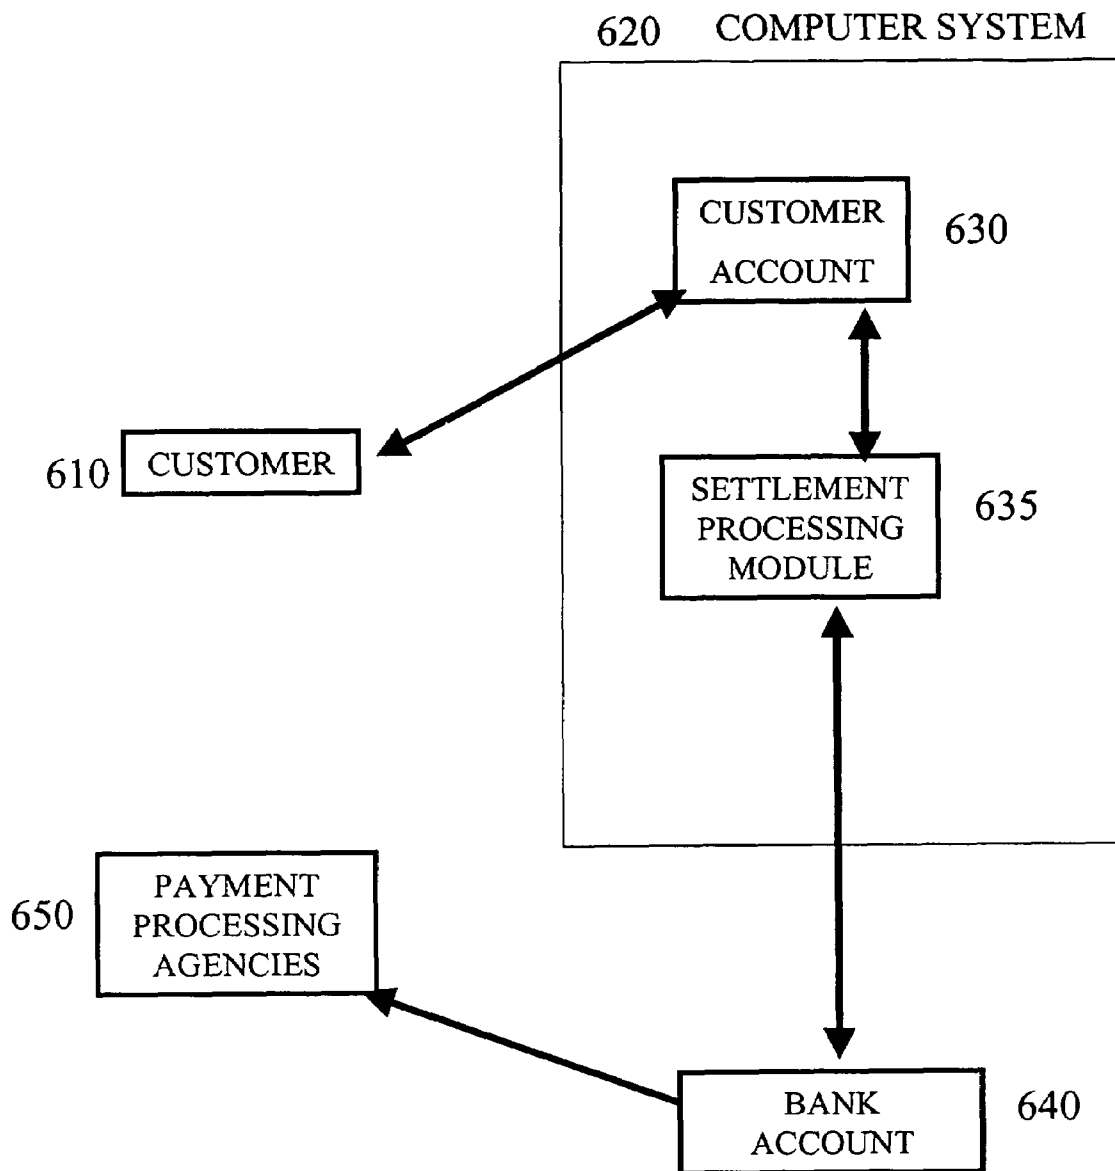 620 COMPUTER SYSTEM
CUSTOMER
ACCOUNT
630
610
CUSTOMER
SETTLEMENT
PROCESSING
MODULE
635
650
PAYMENT
PROCESSING
AGENCIES
BANK
ACCOUNT
640